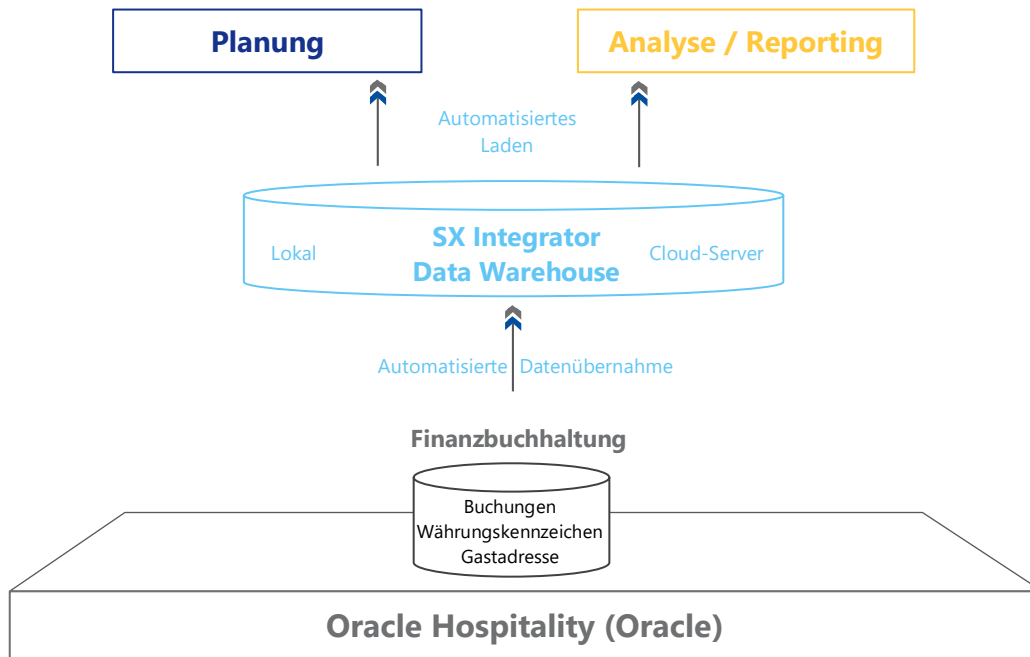 Planung
Analyse / Reporting
Automatisiertes
Laden
SX Integrator
Data Warehouse
Lokal
Cloud-Server
Automatisierte Datenübernahme
Finanzbuchhaltung
Buchungen
Währungskennzeichen
Gastadresse
Oracle Hospitality (Oracle)